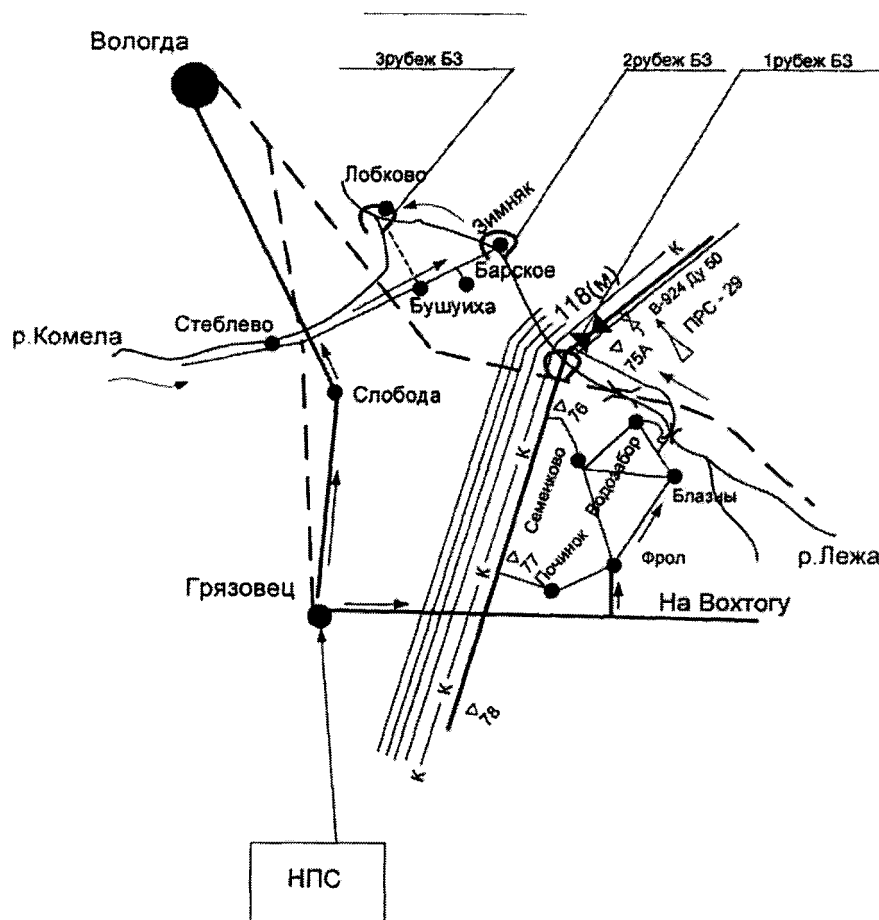 Вологда
3рубеж БЗ
2рубеж БЗ
1рубеж БЗ
Лобково
Зимняк
К
118(м)
Барское
В-924 Ду 50
ПРС - 29
Бушуиха
Стеблево
р.Комела
75А
Слобода
76
К
Семенково
Водозабор
Блазны
77
Починок
Фрол
р.Лежа
К
Грязовец
На Вохтогу
К
78
К
НПС